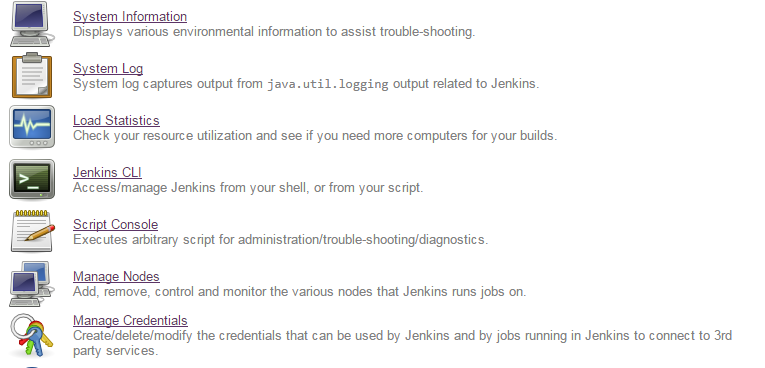 System Information
Displays various environmental information to assist trouble-shooting.
System Log
System log captures output from java.util.logging output related to Jenkins.
Load Statistics
Check your resource utilization and see if you need more computers for your builds.
Jenkins CLI
Access/manage Jenkins from your shell, or from your script.
Script Console
Executes arbitrary script for administration/trouble-shooting/diagnostics.
Manage Nodes
Add, remove, control and monitor the various nodes that Jenkins runs jobs on.
Manage Credentials
Create/delete/modify the credentials that can be used by Jenkins and by jobs running in Jenkins to connect to 3rd
party services.